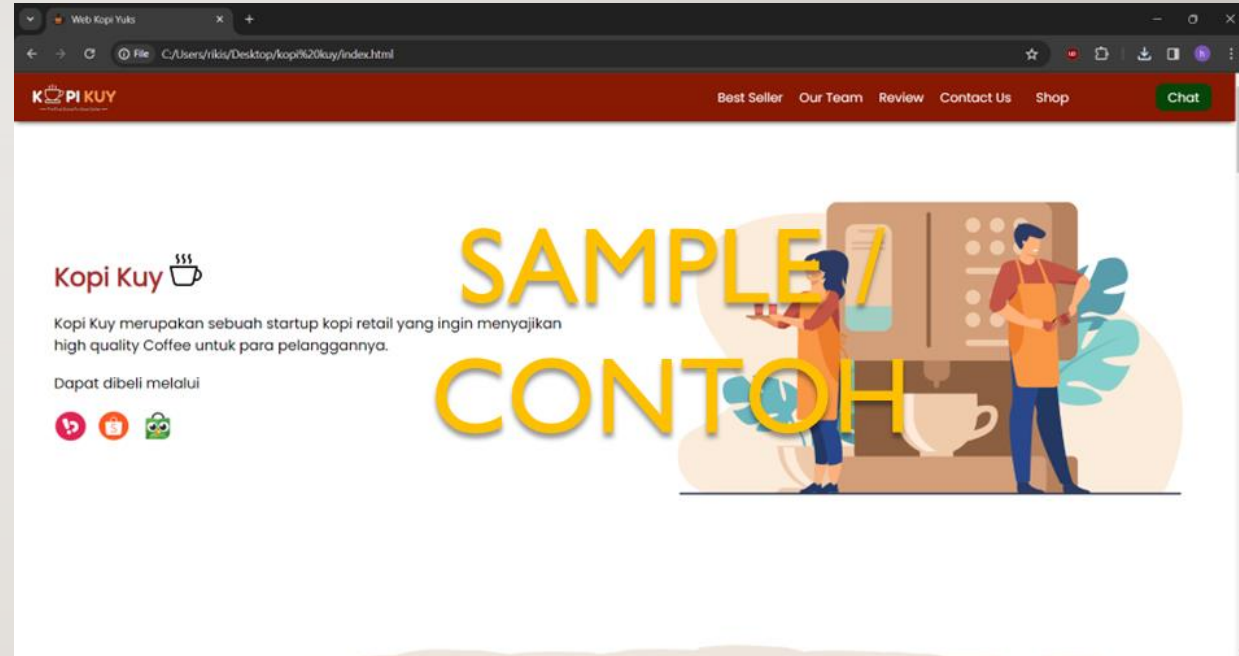 Web Kopi Yuks
File C:/Users/rikis/Desktop/kopi%20kuy/index.html
KOPI KUY
Best Seller Our Team Review Contact Us Shop Chat
SAMPLE /
CONTOH
Kopi Kuy
Kopi Kuy merupakan sebuah startup kopi retail yang ingin menyajikan
high quality Coffee untuk para pelanggannya.
Dapat dibeli melalui